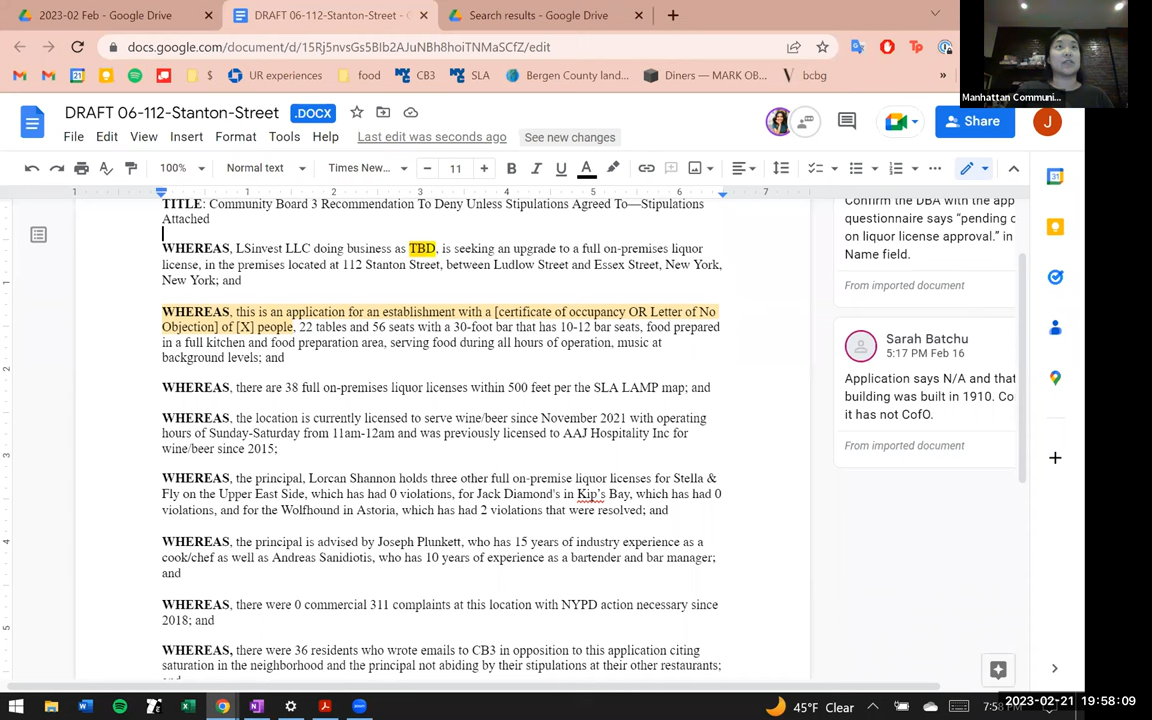 2023-02 Feb - Google Drive
DRAFT 06-112-Stanton-Street - G
Search results - Google Drive
docs.google.com/document/d/15Rj5nvsGs5BIb2AJuNBh8hoiTNMaSCfZ/edit
$
UR experiences
food
CB3
SLA
Bergen County land...
Diners — MARK OB...
bcbg
»
Manhattan Communi...
DRAFT 06-112-Stanton-Street
.DOCX
File Edit View Insert Format Tools Help
Last edit was seconds ago
See new changes
Share
J
100%
Normal text
Times New...
11
TITLE: Community Board 3 Recommendation To Deny Unless Stipulations Agreed To—Stipulations
Attached
WHEREAS, LSinvest LLC doing business as TBD, is seeking an upgrade to a full on-premises liquor
license, in the premises located at 112 Stanton Street, between Ludlow Street and Essex Street, New York,
New York; and
WHEREAS, this is an application for an establishment with a [certificate of occupancy OR Letter of No
Objection] of [X] people, 22 tables and 56 seats with a 30-foot bar that has 10-12 bar seats, food prepared
in a full kitchen and food preparation area, serving food during all hours of operation, music at
background levels; and
WHEREAS, there are 38 full on-premises liquor licenses within 500 feet per the SLA LAMP map; and
WHEREAS, the location is currently licensed to serve wine/beer since November 2021 with operating
hours of Sunday-Saturday from 11am-12am and was previously licensed to AAJ Hospitality Inc for
wine/beer since 2015;
WHEREAS, the principal, Lorcan Shannon holds three other full on-premise liquor licenses for Stella &
Fly on the Upper East Side, which has had 0 violations, for Jack Diamond's in Kip's Bay, which has had 0
violations, and for the Wolfhound in Astoria, which has had 2 violations that were resolved; and
WHEREAS, the principal is advised by Joseph Plunkett, who has 15 years of industry experience as a
cook/chef as well as Andreas Sanidiotis, who has 10 years of experience as a bartender and bar manager;
and
WHEREAS, there were 0 commercial 311 complaints at this location with NYPD action necessary since
2018; and
WHEREAS, there were 36 residents who wrote emails to CB3 in opposition to this application citing
saturation in the neighborhood and the principal not abiding by their stipulations at their other restaurants;
Confirm the DBA with the app
questionnaire says "pending c
on liquor license approval." in
Name field.
From imported document
Sarah Batchu
5:17 PM Feb 16
Application says N/A and that
building was built in 1910. Co
it has not CofO.
From imported document
45°F Clear
7:58
2023-02-21 19:58:09